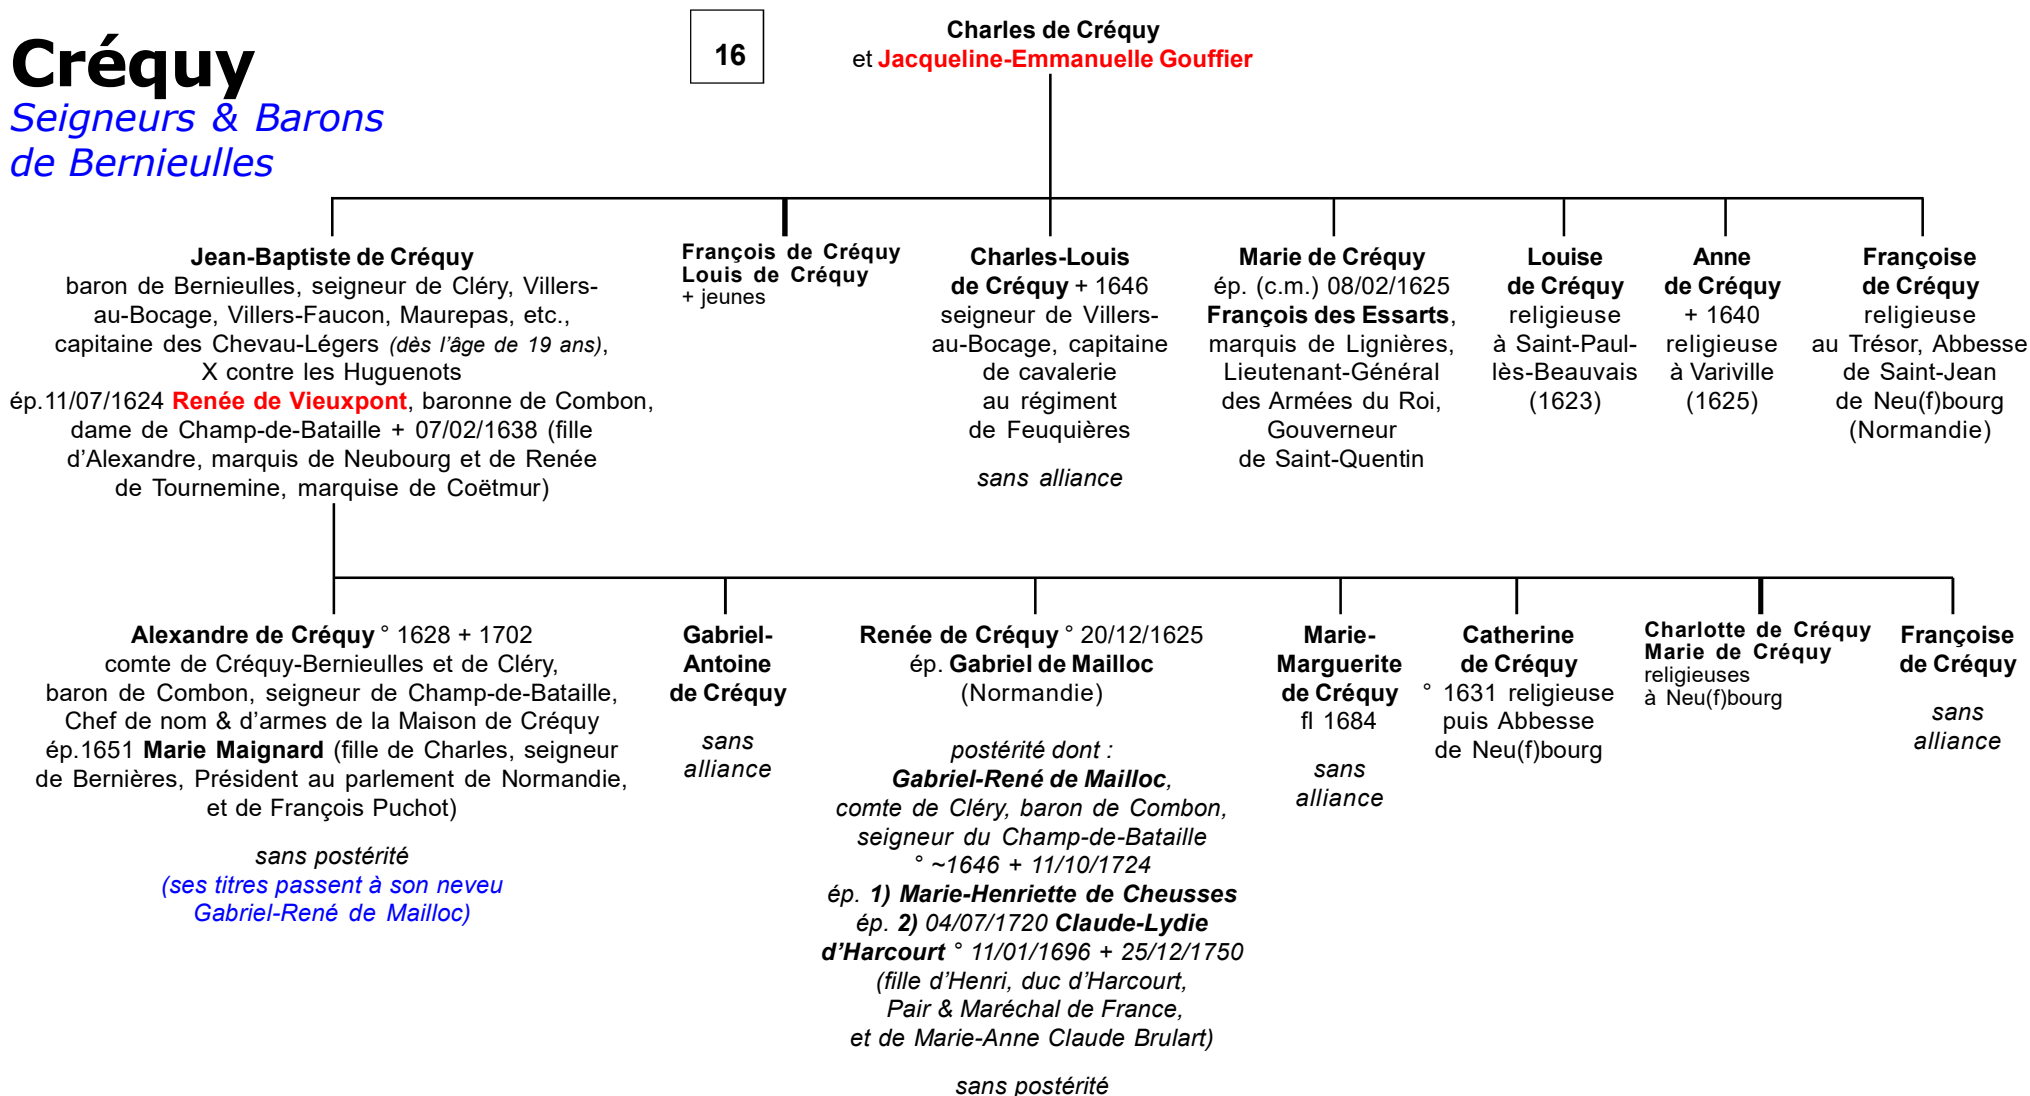 Créquy
Seigneurs & Barons
de Bernieulles
16
Charles de Créquy
et Jacqueline-Emmanuelle Gouffier
Jean-Baptiste de Créquy
baron de Bernieulles, seigneur de Cléry, Villers-
au-Bocage, Villers-Faucon, Maurepas, etc.,
capitaine des Chevau-Légers (dès l'âge de 19 ans),
X contre les Huguenots
ép.11/07/1624 Renée de Vieuxpont, baronne de Combon,
dame de Champ-de-Bataille + 07/02/1638 (fille
d'Alexandre, marquis de Neubourg et de Renée
de Tournemine, marquise de Coëtmur)
François de Créquy
Louis de Créquy
+ jeunes
Charles-Louis
de Créquy + 1646
seigneur de Villers-
au-Bocage, capitaine
de cavalerie
au régiment
de Feuquières
sans alliance
Marie de Créquy
ép. (c.m.) 08/02/1625
François des Essarts,
marquis de Lignières,
Lieutenant-Général
des Armées du Roi,
Gouverneur
de Saint-Quentin
Louise
de Créquy
religieuse
à Saint-Paul-
lès-Beauvais
(1623)
Anne
de Créquy
+ 1640
religieuse
à Variville
(1625)
Françoise
de Créquy
religieuse
au Trésor, Abbesse
de Saint-Jean
de Neu(f)bourg
(Normandie)
Alexandre de Créquy ° 1628 + 1702
comte de Créquy-Bernieulles et de Cléry,
baron de Combon, seigneur de Champ-de-Bataille,
Chef de nom & d'armes de la Maison de Créquy
ép.1651 Marie Maignard (fille de Charles, seigneur
de Bernières, Président au parlement de Normandie,
et de François Puchot)
sans postérité
(ses titres passent à son neveu
Gabriel-René de Mailloc)
Gabriel-
Antoine
de Créquy
sans
alliance
Renée de Créquy ° 20/12/1625
ép. Gabriel de Mailloc
(Normandie)
postérité dont :
Gabriel-René de Mailloc,
comte de Cléry, baron de Combon,
seigneur du Champ-de-Bataille
° ~1646 + 11/10/1724
ép. 1) Marie-Henriette de Cheusses
ép. 2) 04/07/1720 Claude-Lydie
d'Harcourt ° 11/01/1696 + 25/12/1750
(fille d'Henri, duc d'Harcourt,
Pair & Maréchal de France,
et de Marie-Anne Claude Brulart)
sans postérité
Marie-
Marguerite
de Créquy
fl 1684
sans
alliance
Catherine
de Créquy
° 1631 religieuse
puis Abbesse
de Neu(f)bourg
Charlotte de Créquy
Marie de Créquy
religieuses
à Neu(f)bourg
Françoise
de Créquy
sans
alliance